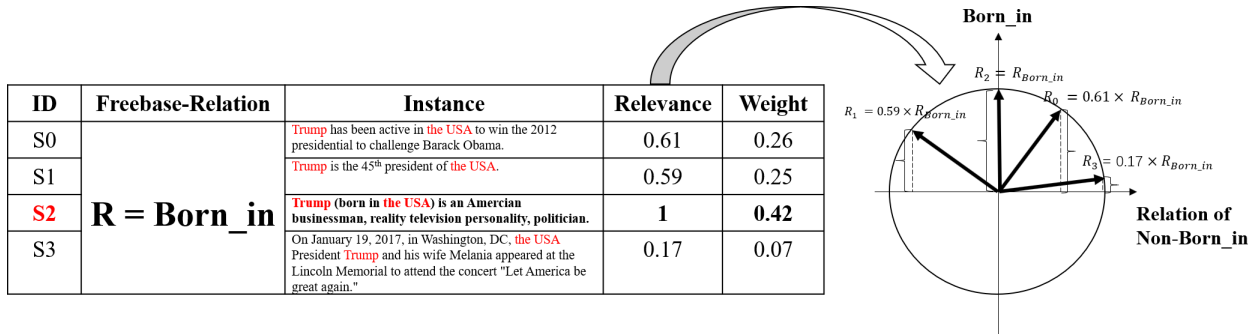 ID Freebase-Relation Instance Relevance Weight
S0 Trump has been active in the USA to win the 2012 0.61 0.26
presidential to challenge Barack Obama.
S1 Trump is the 45th president of the USA. 0.59 0.25
R = Born_in
S2 Trump (born in the USA) is an Amercian 1 0.42
businessman, reality television personality, politician.
S3 On January 19, 2017, in Washington, DC, the USA 0.17 0.07
President Trump and his wife Melania appeared at the
Lincoln Memorial to attend the concert "Let America be
great again."
Born_in
R2 = RBorn_in
R0 = 0.61 × RBorn_in
R1 = 0.59 × RBorn_in
R3 = 0.17 × RBorn_in
Relation of
Non-Born_in